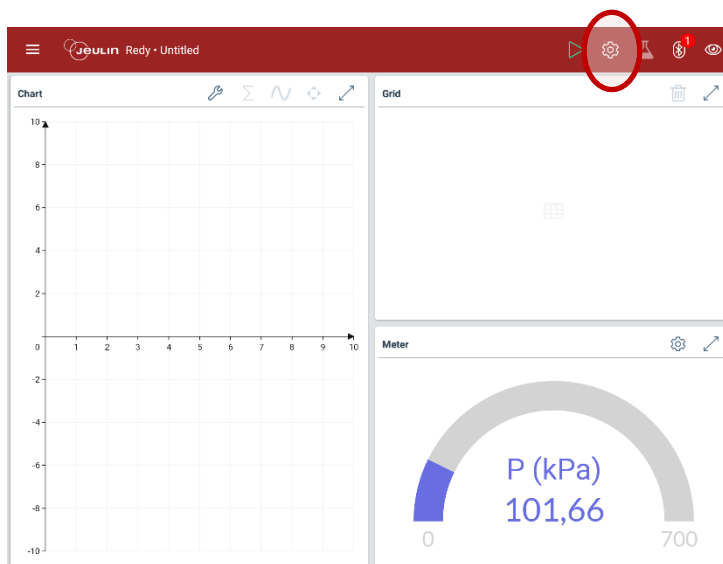 Jeulin Redy • Untitled
1
Chart
10
8
6
4
2
0
1 2 3 4 5 6 7 8 9 10
-2
-4
-6
-8
-10
Grid
Meter
P (kPa)
101,66
0 700